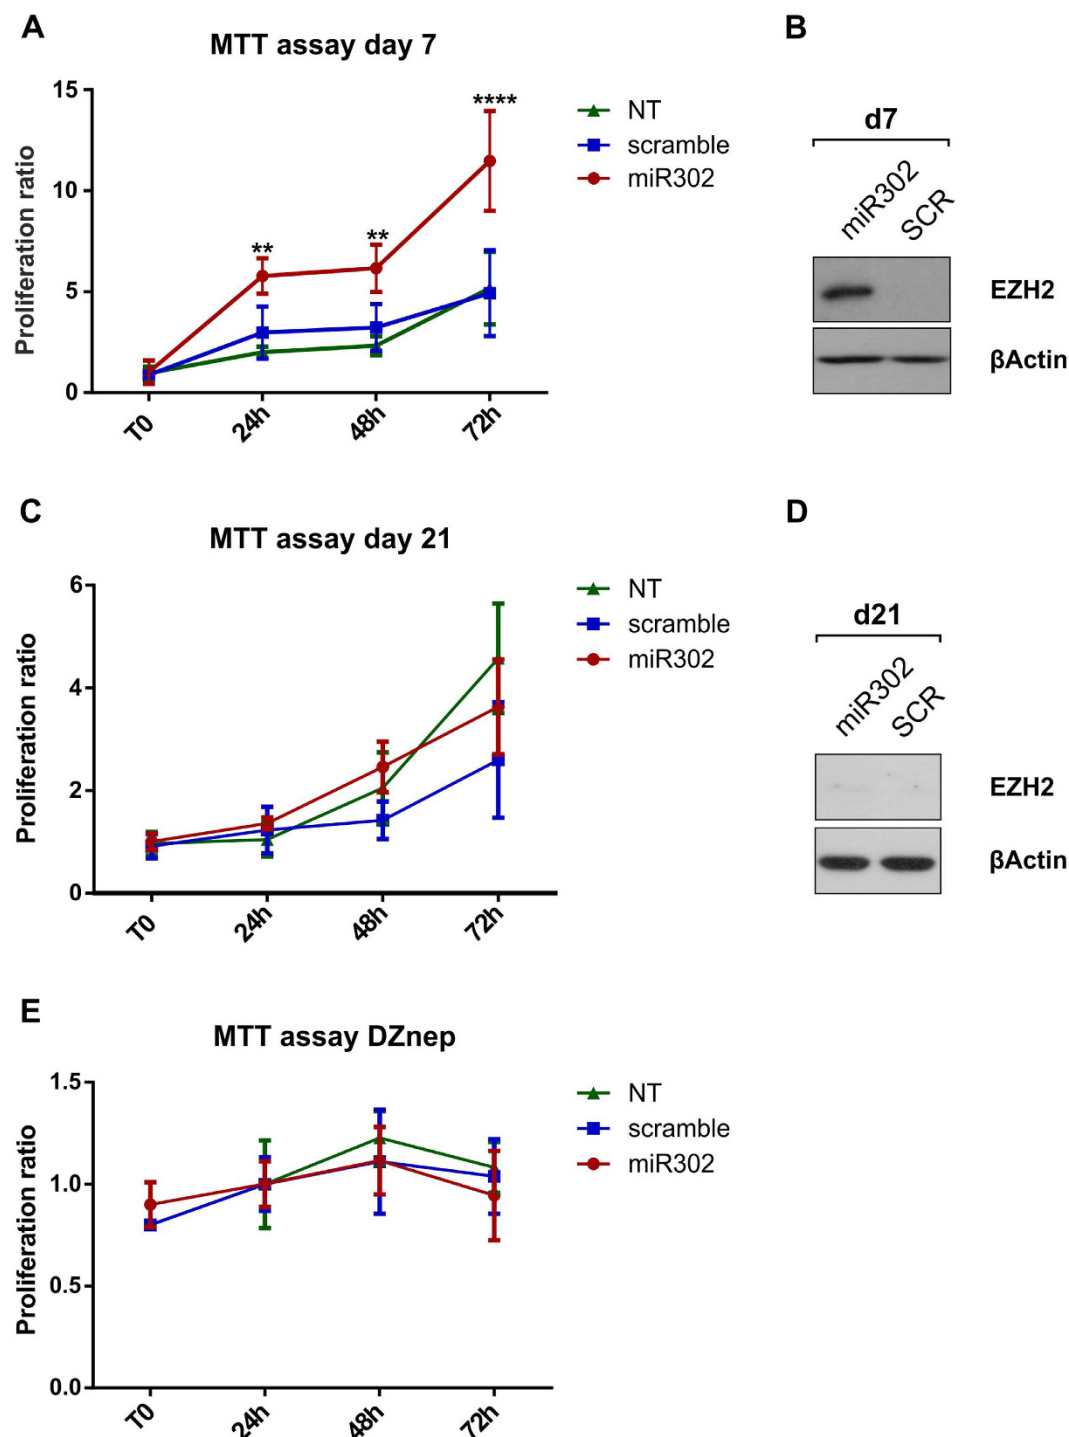 A
MTT assay day 7
Proliferation ratio
15
10
5
0
**
**
****
T0
24h
48h
72h
NT
scramble
miR302
B
d7
miR302
SCR
EZH2
βActin
C
MTT assay day 21
Proliferation ratio
6
4
2
0
T0
24h
48h
72h
NT
scramble
miR302
D
d21
miR302
SCR
EZH2
βActin
E
MTT assay DZnep
Proliferation ratio
1.5
1.0
0.5
0.0
T0
24h
48h
72h
NT
scramble
miR302